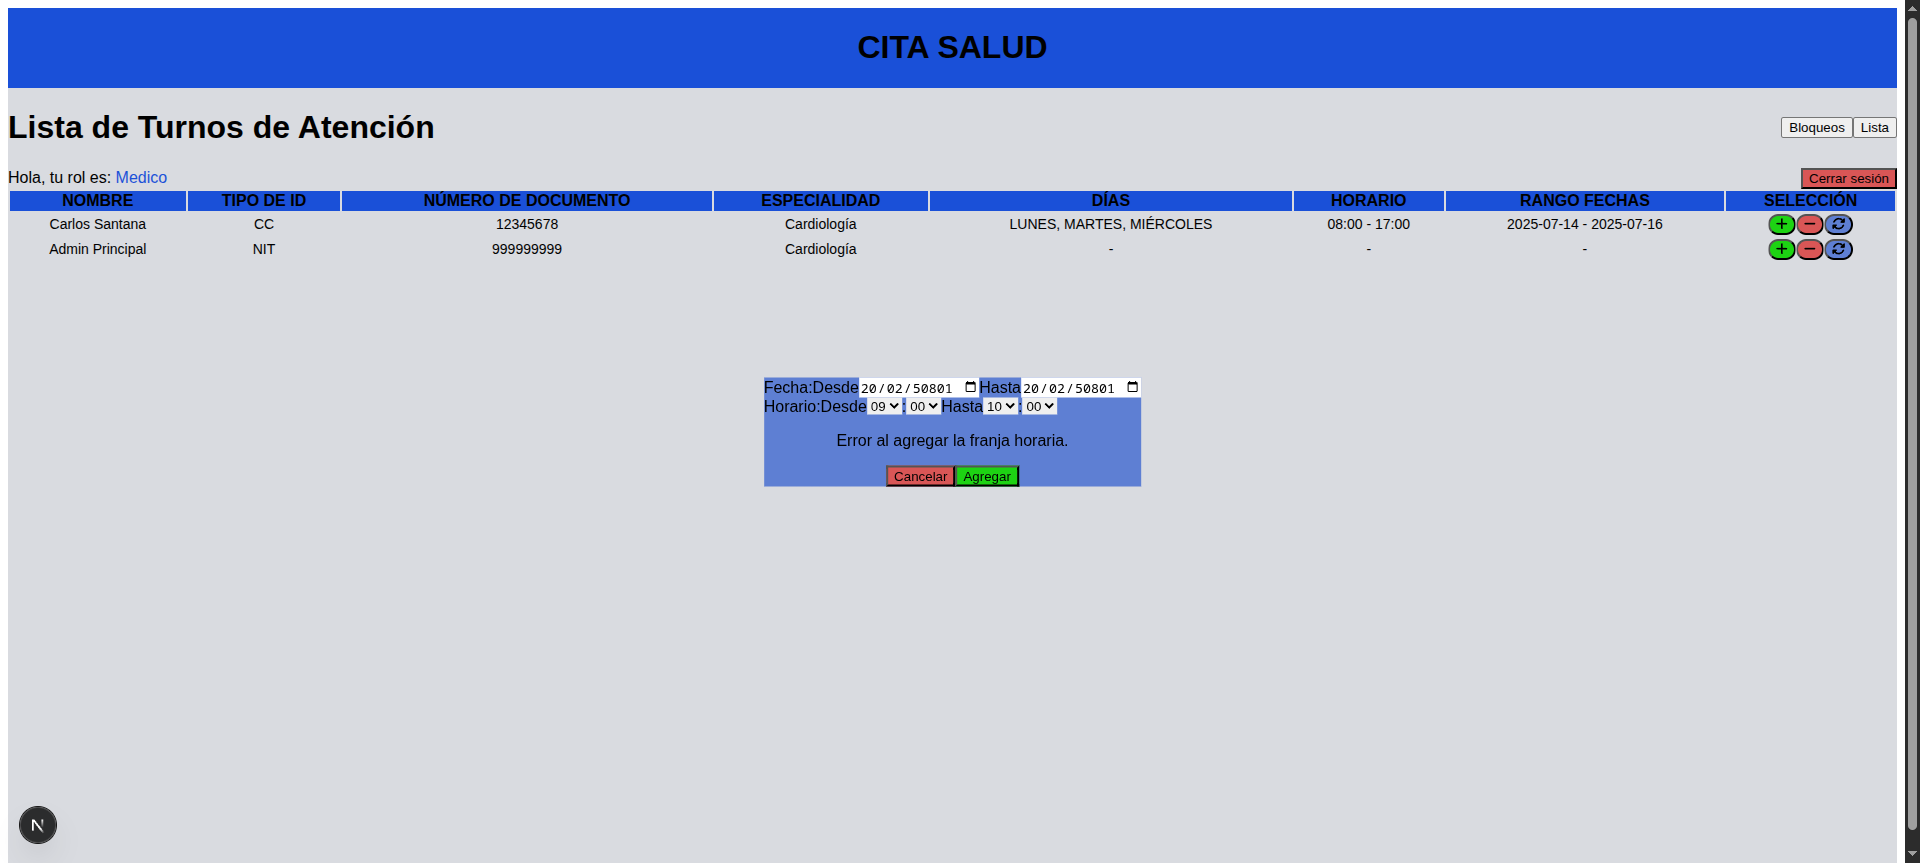 CITA SALUD
Lista de Turnos de Atención
Bloqueos Lista
Hola, tu rol es: Medico
Cerrar sesión
NOMBRE TIPO DE ID NÚMERO DE DOCUMENTO ESPECIALIDAD DÍAS HORARIO RANGO FECHAS SELECCIÓN
Carlos Santana CC 12345678 Cardiología LUNES, MARTES, MIÉRCOLES 08:00 - 17:00 2025-07-14 - 2025-07-16
Admin Principal NIT 999999999 Cardiología - - -
Fecha:Desde 20/02/50801 Hasta 20/02/50801
Horario:Desde 09 : 00 Hasta 10 : 00
Error al agregar la franja horaria.
Cancelar Agregar
N